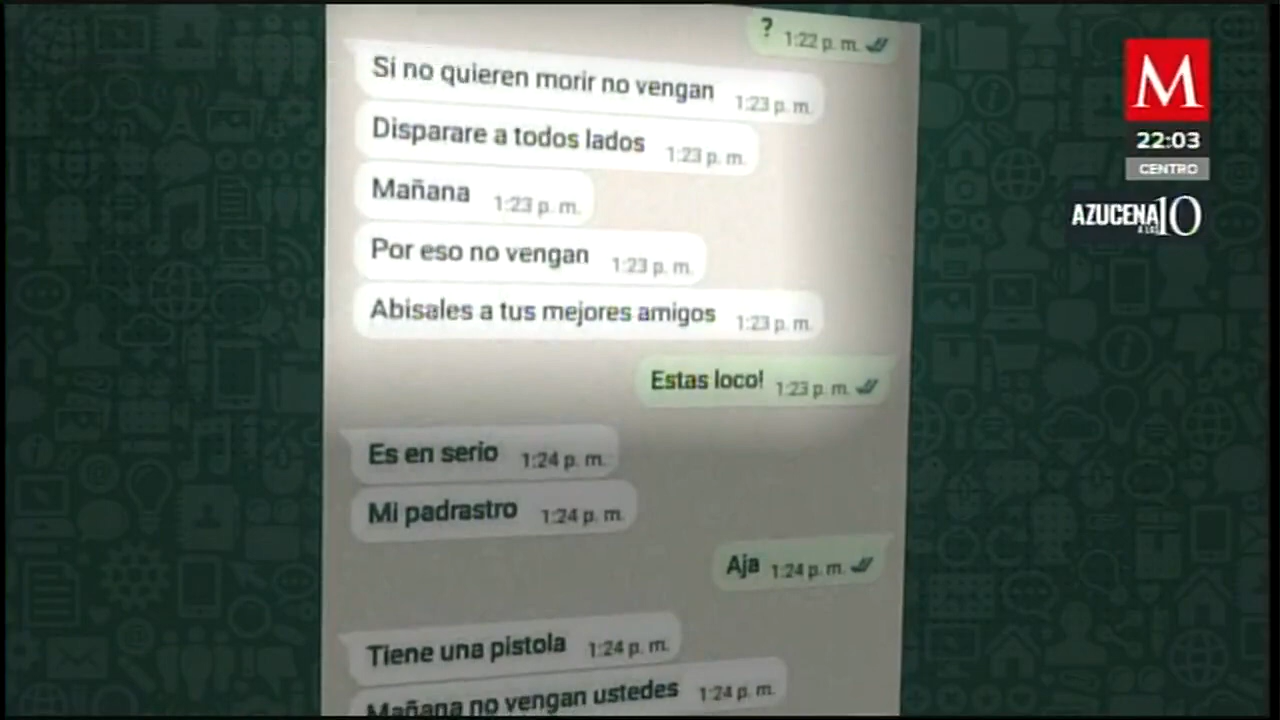 ? 1:22 p. m.
Si no quieren morir no vengan 1:23 p. m.
Disparare a todos lados 1:23 p. m.
Mañana 1:23 p. m.
Por eso no vengan 1:23 p. m.
Abisales a tus mejores amigos 1:23 p. m.
Estas loco! 1:23 p. m.
Es en serio 1:24 p. m.
Mi padrastro 1:24 p. m.
Aja 1:24 p. m.
Tiene una pistola 1:24 p. m.
Mañana no vengan ustedes 1:24 p. m.
M
22:03
CENTRO
AZUCENA
A LAS 10